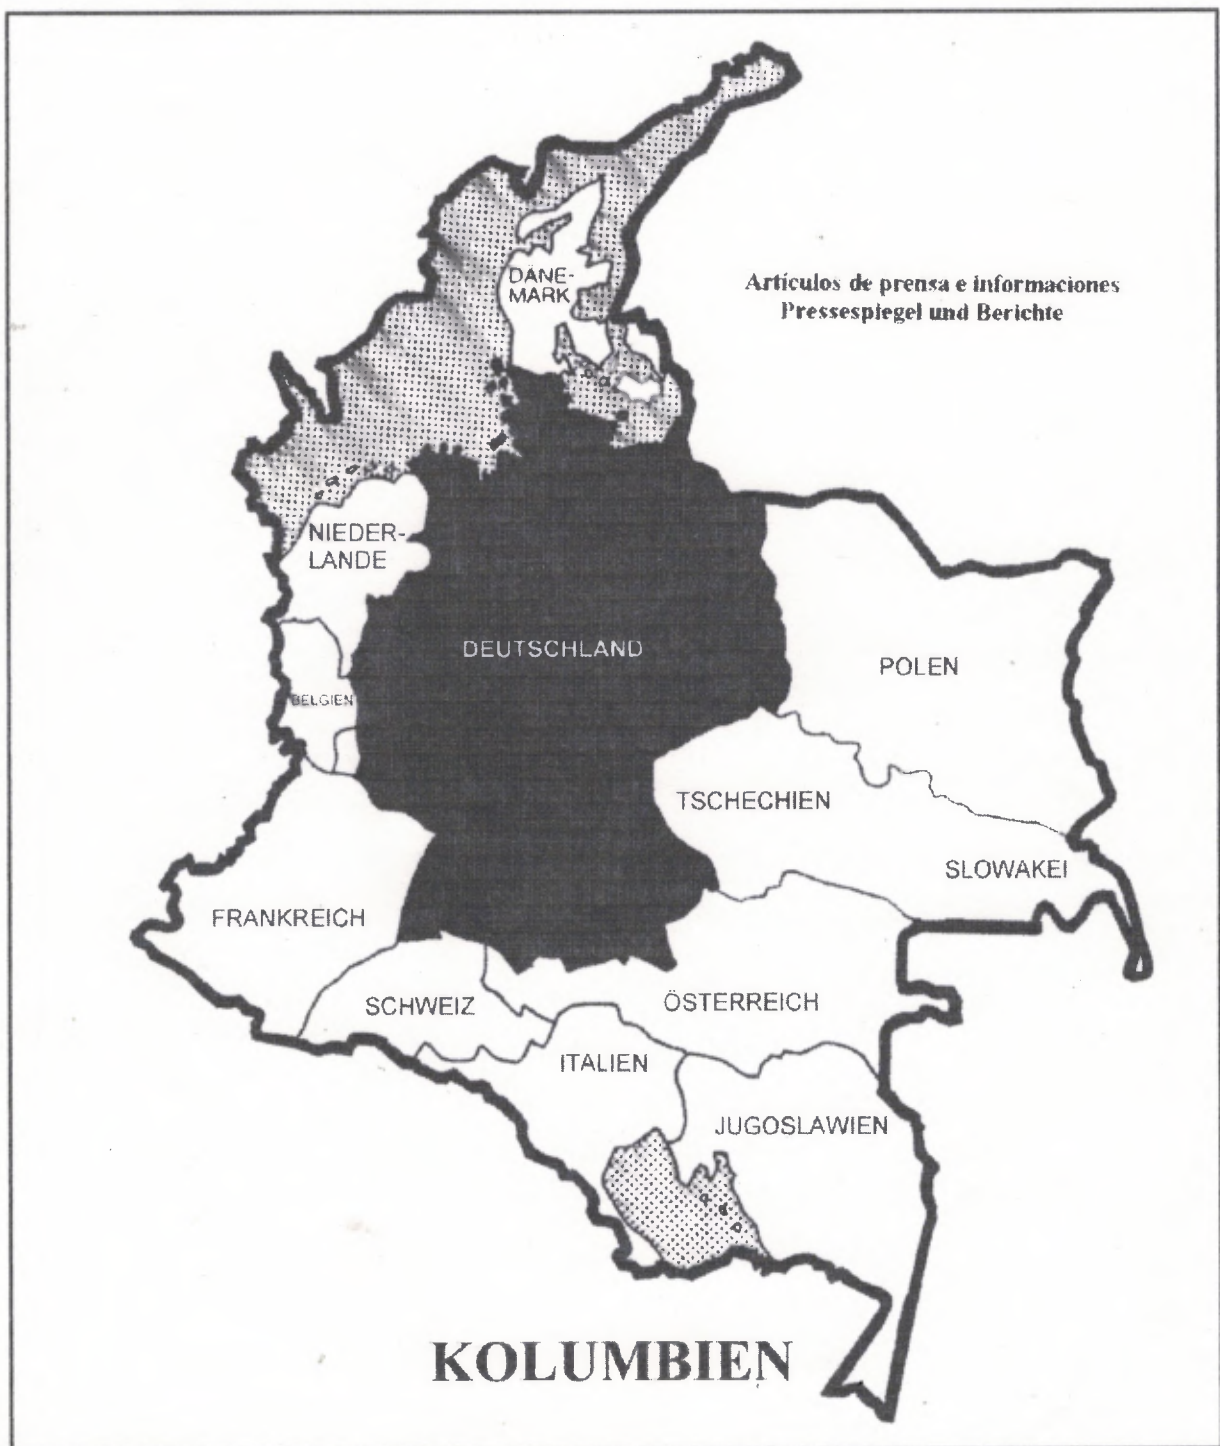 DÄNE-
MARK
Artículos de prensa e informaciones
Pressespiegel und Berichte
NIEDER-
LANDE
DEUTSCHLAND
POLEN
BELGIEN
TSCHECHIEN
SLOWAKEI
FRANKREICH
SCHWEIZ
ÖSTERREICH
ITALIEN
JUGOSLAWIEN
KOLUMBIEN